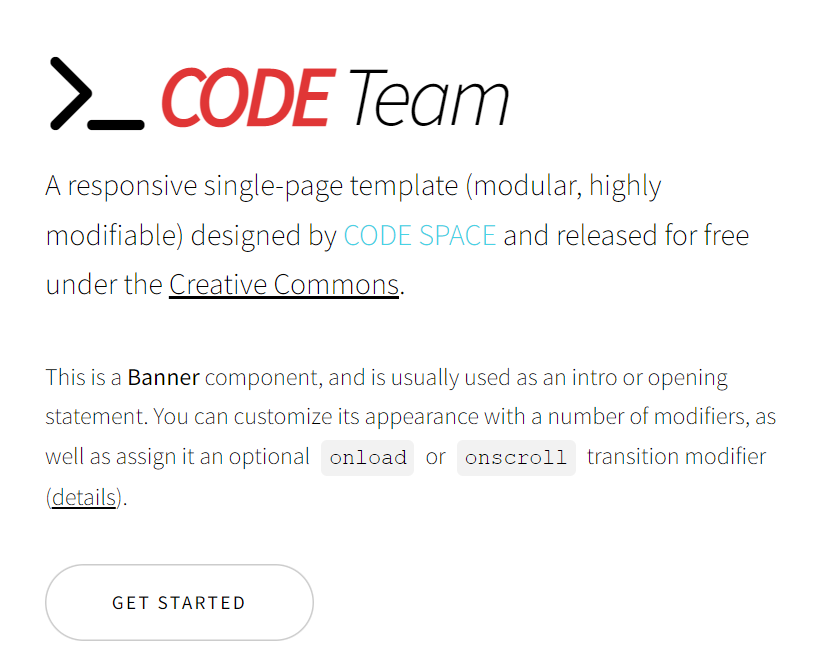 >_ CODE Team
A responsive single-page template (modular, highly
modifiable) designed by CODE SPACE and released for free
under the Creative Commons.
This is a Banner component, and is usually used as an intro or opening
statement. You can customize its appearance with a number of modifiers, as
well as assign it an optional onload or onscroll transition modifier
(details).
GET STARTED